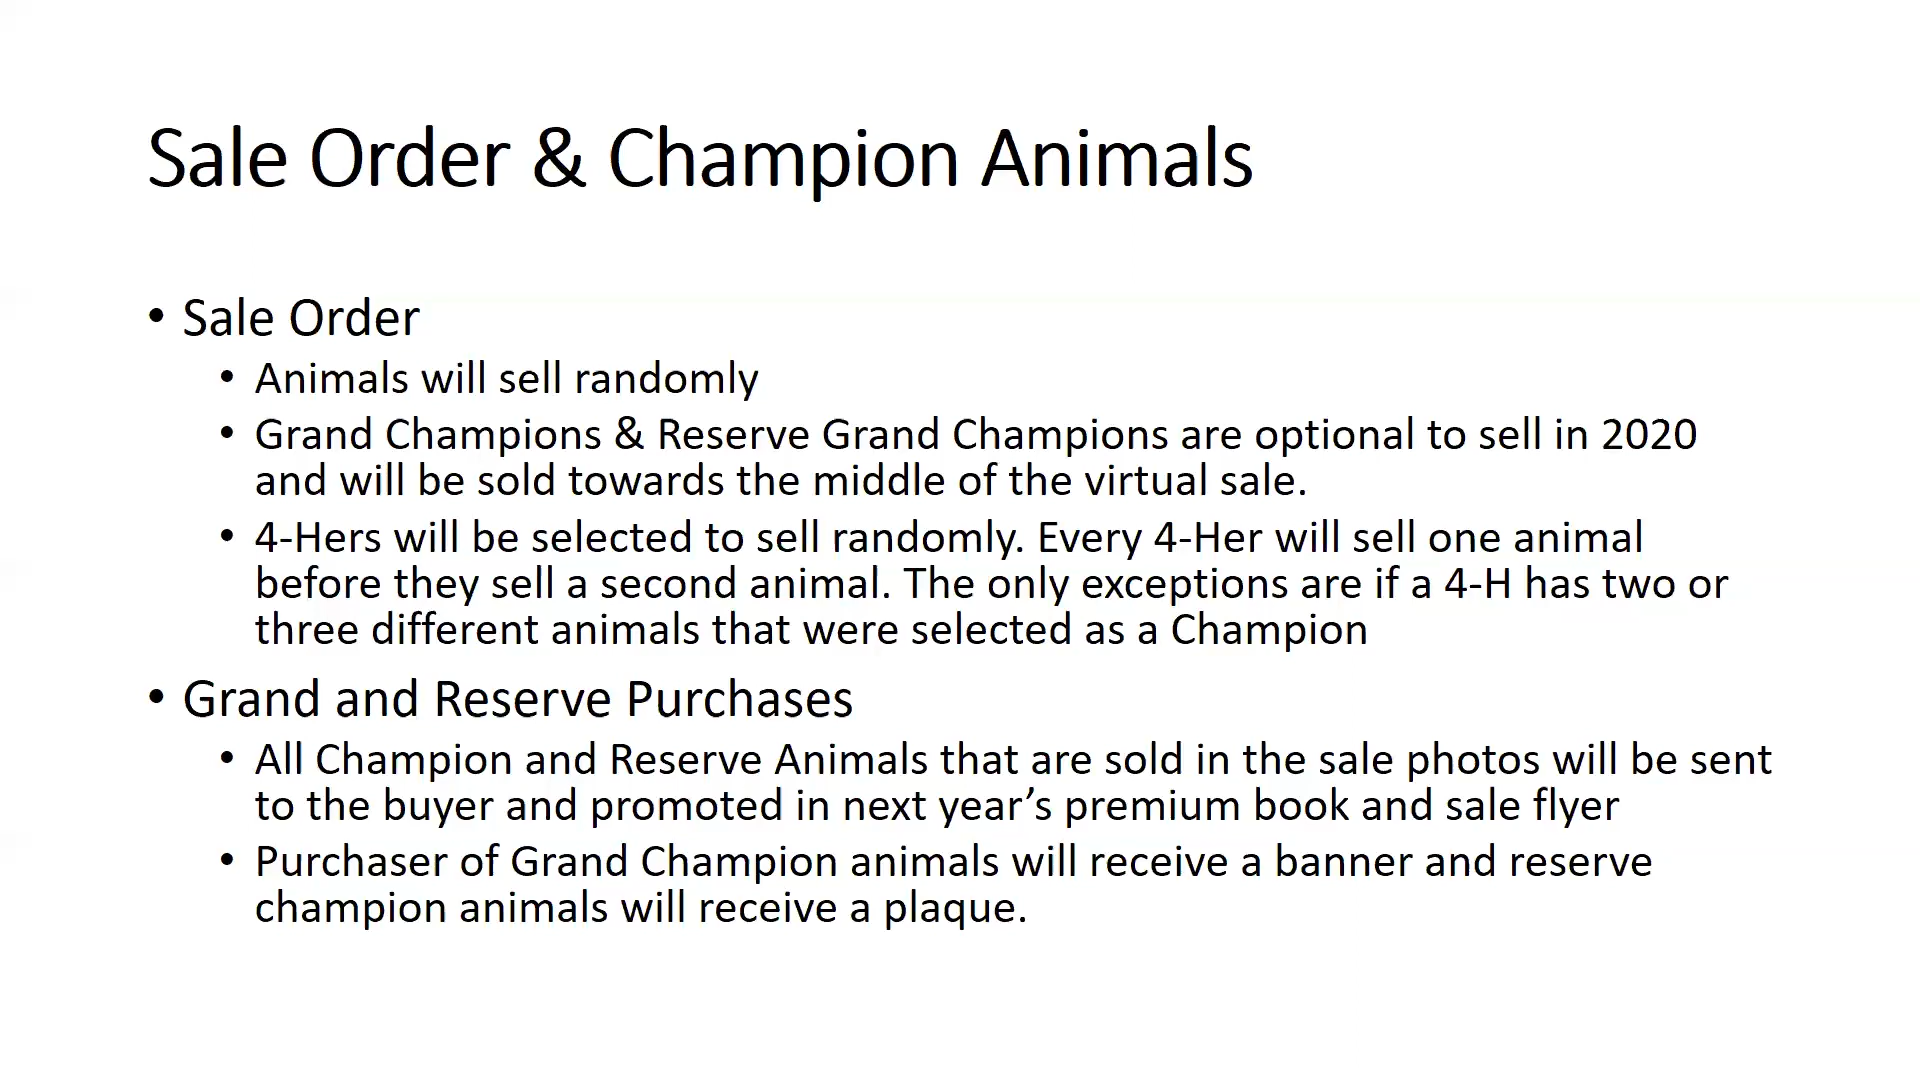 Sale Order & Champion Animals
• Sale Order
• Animals will sell randomly
• Grand Champions & Reserve Grand Champions are optional to sell in 2020
and will be sold towards the middle of the virtual sale.
• 4-Hers will be selected to sell randomly. Every 4-Her will sell one animal
before they sell a second animal. The only exceptions are if a 4-H has two or
three different animals that were selected as a Champion
• Grand and Reserve Purchases
• All Champion and Reserve Animals that are sold in the sale photos will be sent
to the buyer and promoted in next year’s premium book and sale flyer
• Purchaser of Grand Champion animals will receive a banner and reserve
champion animals will receive a plaque.